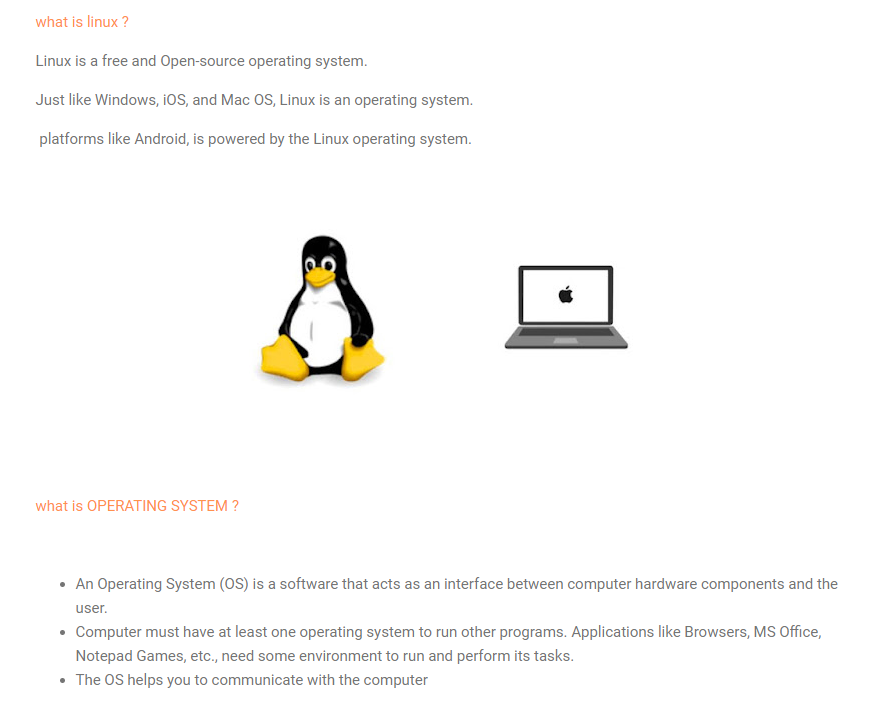 what is linux ?
Linux is a free and Open-source operating system.
Just like Windows, iOS, and Mac OS, Linux is an operating system.
platforms like Android, is powered by the Linux operating system.
what is OPERATING SYSTEM ?
An Operating System (OS) is a software that acts as an interface between computer hardware components and the
user.
Computer must have at least one operating system to run other programs. Applications like Browsers, MS Office,
Notepad Games, etc., need some environment to run and perform its tasks.
The OS helps you to communicate with the computer